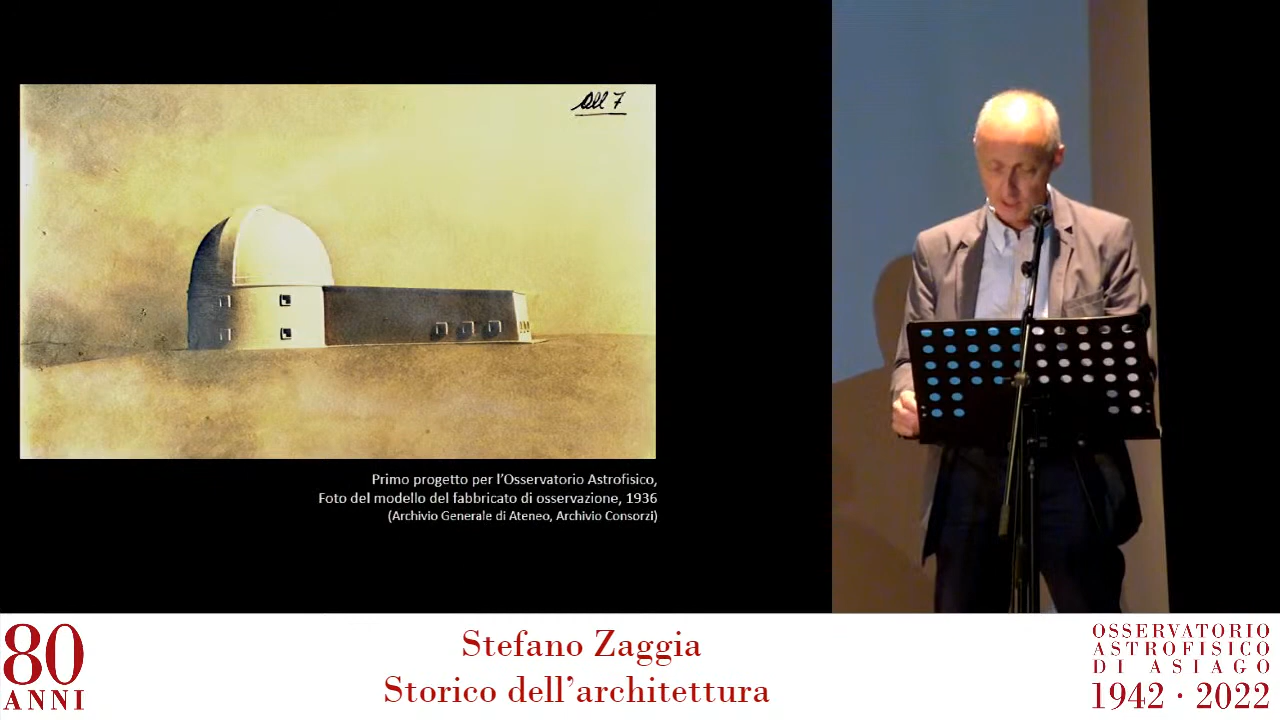 All 7
Primo progetto per l'Osservatorio Astrofisico,
Foto del modello del fabbricato di osservazione, 1936
(Archivio Generale di Ateneo, Archivio Consorzi)
80
ANNI
Stefano Zaggia
Storico dell'architettura
OSSERVATORIO
ASTROFISICO
DI ASIAGO
1942 · 2022